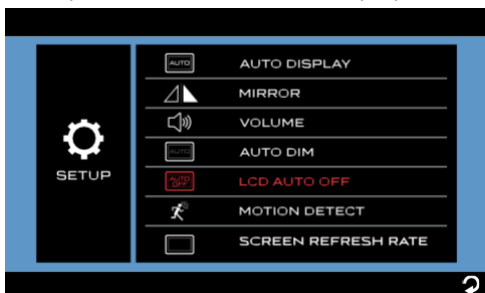 SETUP
AUTO AUTO DISPLAY
MIRROR
VOLUME
AUTO AUTO DIM
AUTO OFF LCD AUTO OFF
MOTION DETECT
SCREEN REFRESH RATE